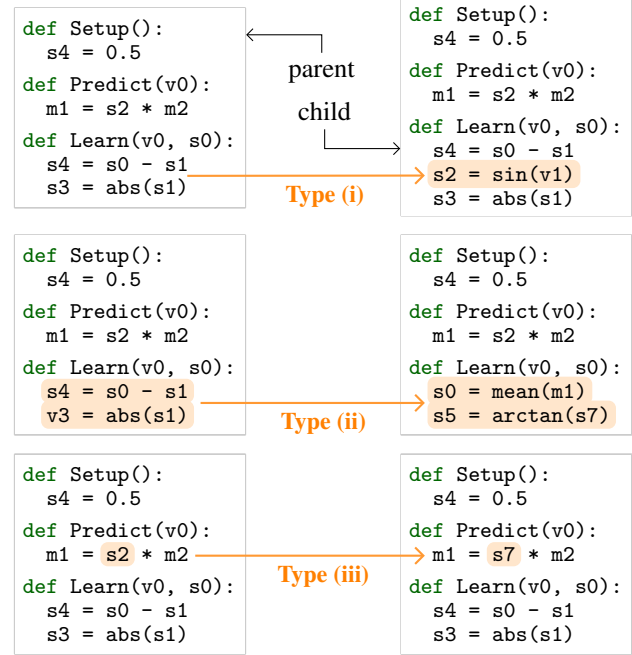 def Setup():
  s4 = 0.5
def Predict(v0):
  m1 = s2 * m2
def Learn(v0, s0):
  s4 = s0 - s1
  s3 = abs(s1)
parent
child
Type (i)
def Setup():
  s4 = 0.5
def Predict(v0):
  m1 = s2 * m2
def Learn(v0, s0):
  s4 = s0 - s1
  s2 = sin(v1)
  s3 = abs(s1)
def Setup():
  s4 = 0.5
def Predict(v0):
  m1 = s2 * m2
def Learn(v0, s0):
  s4 = s0 - s1
  v3 = abs(s1)
Type (ii)
def Setup():
  s4 = 0.5
def Predict(v0):
  m1 = s2 * m2
def Learn(v0, s0):
  s0 = mean(m1)
  s5 = arctan(s7)
def Setup():
  s4 = 0.5
def Predict(v0):
  m1 = s2 * m2
def Learn(v0, s0):
  s4 = s0 - s1
  s3 = abs(s1)
Type (iii)
def Setup():
  s4 = 0.5
def Predict(v0):
  m1 = s7 * m2
def Learn(v0, s0):
  s4 = s0 - s1
  s3 = abs(s1)